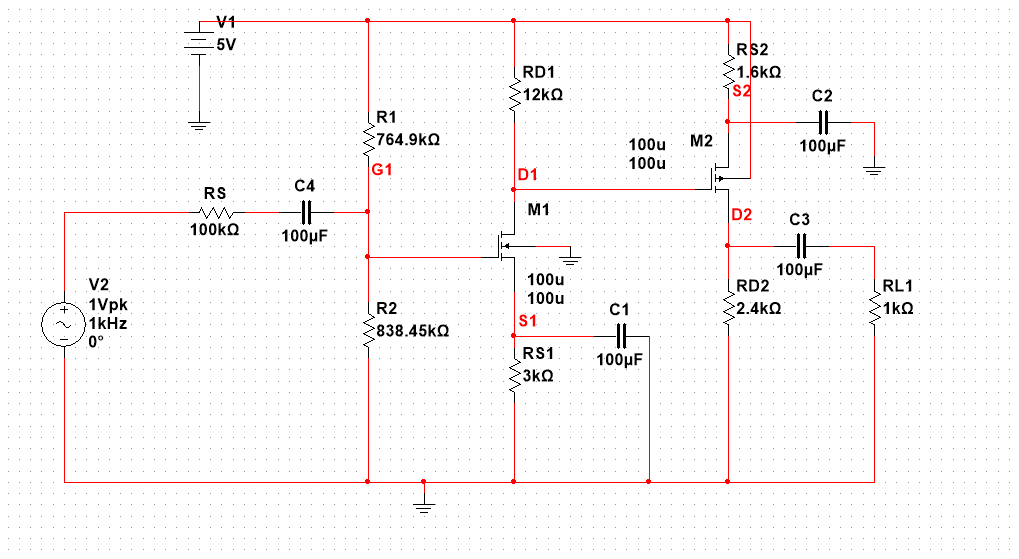 V1
5V
R1
764.9kΩ
G1
RD1
12kΩ
D1
RS2
1.6kΩ
S2
C2
100µF
M2
100u
100u
D2
C3
100µF
RS
100kΩ
C4
100µF
M1
100u
100u
S1
C1
100µF
RS1
3kΩ
R2
838.45kΩ
RD2
2.4kΩ
RL1
1kΩ
V2
1Vpk
1kHz
0°